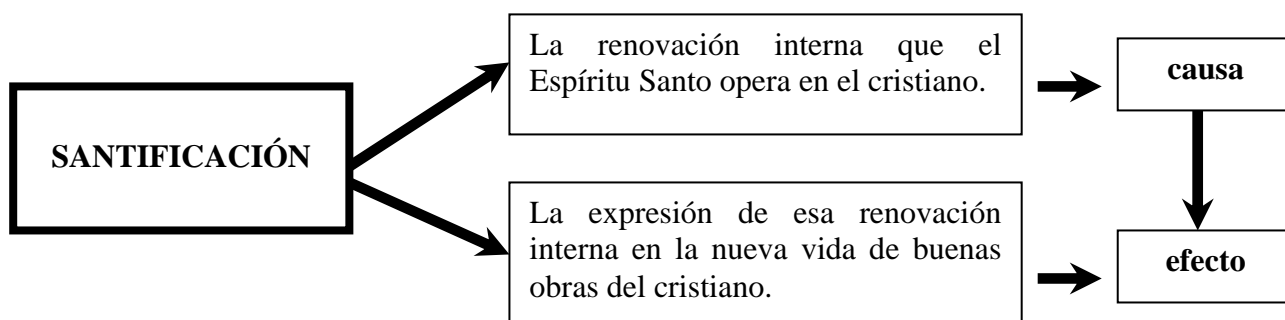 La renovación interna que el
Espíritu Santo opera en el cristiano.
causa
SANTIFICACIÓN
La expresión de esa renovación
interna en la nueva vida de buenas
obras del cristiano.
efecto